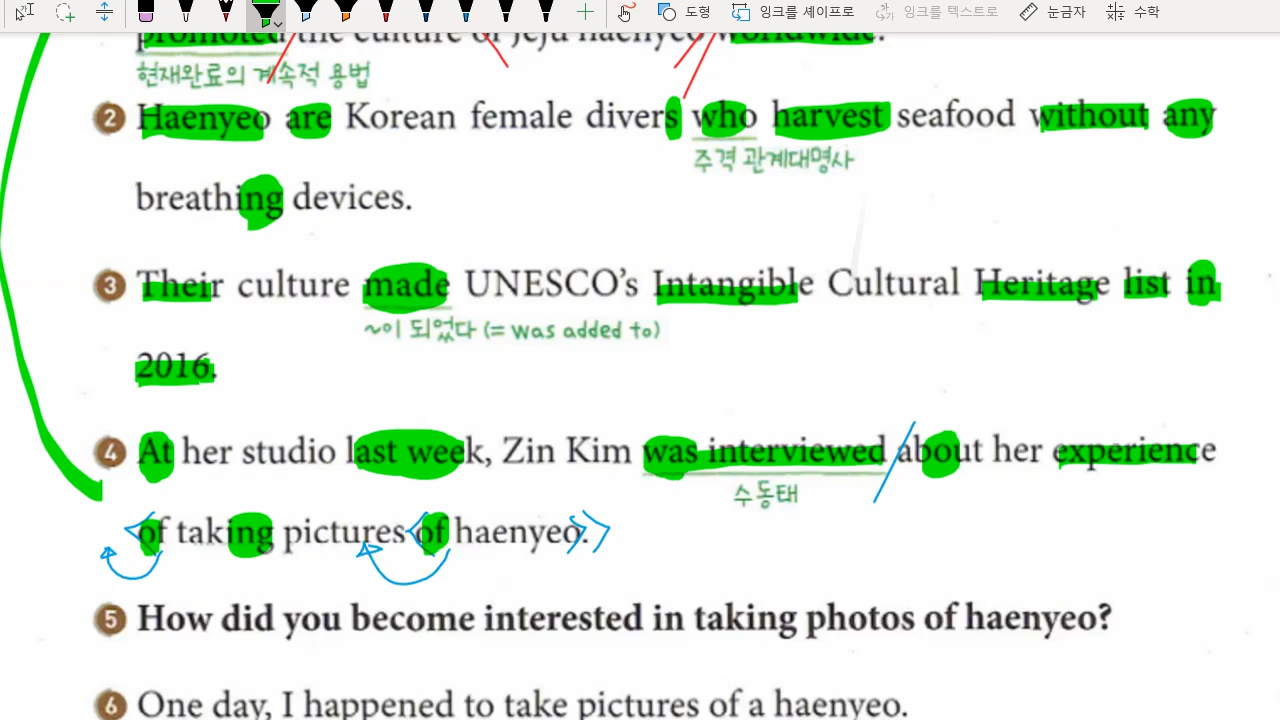 도형 잉크를 셰이프로 잉크를 텍스트로 눈금자 수학
promoted the culture of Jeju haenyeo worldwide.
현재완료의 계속적 용법
2 Haenyeo are Korean female divers who harvest seafood without any
주격 관계대명사
breathing devices.
3 Their culture made UNESCO's Intangible Cultural Heritage list in
~이 되었다 (= was added to)
2016.
4 At her studio last week, Zin Kim was interviewed about her experience
수동태
of taking pictures of haenyeo.
5 How did you become interested in taking photos of haenyeo?
6 One day, I happened to take pictures of a haenyeo.